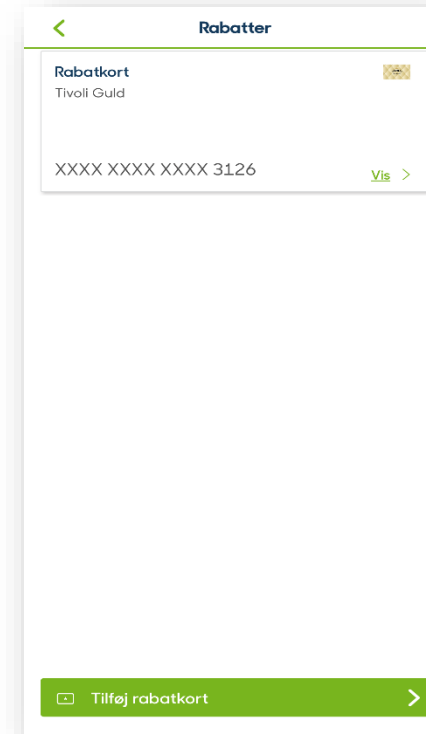 Rabatter
Rabatkort
Tivoli Guld
XXXX XXXX XXXX 3126
Vis
Tilføj rabatkort